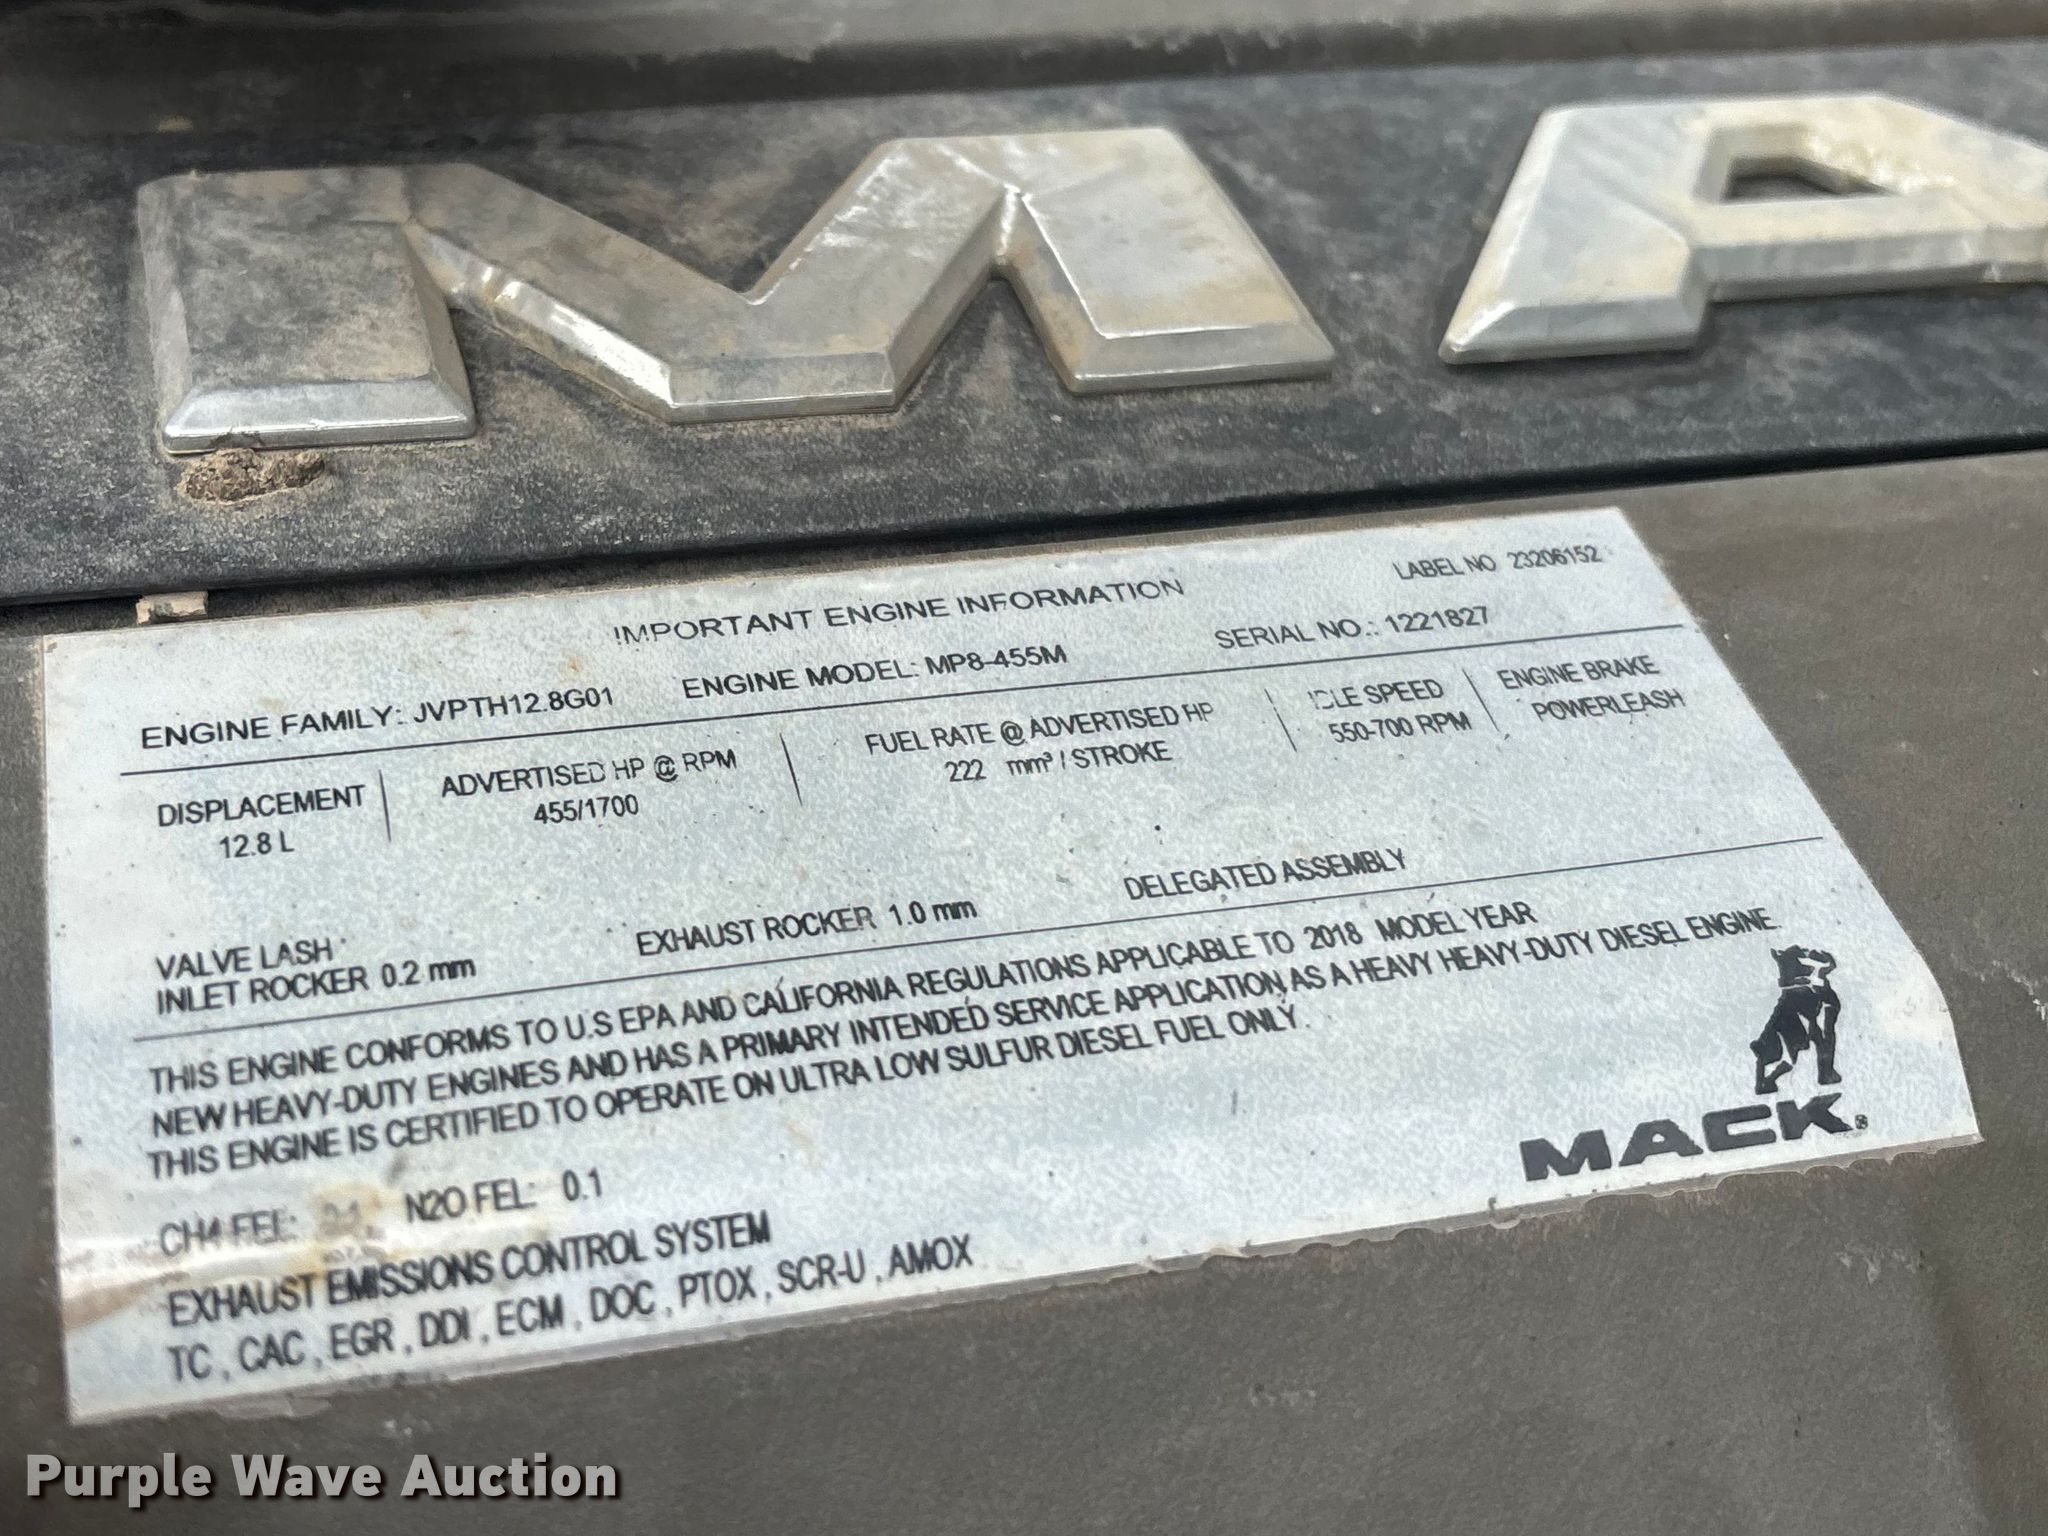 MA
IMPORTANT ENGINE INFORMATION
LABEL NO 23206152
ENGINE FAMILY: JVPTH12.8G01 ENGINE MODEL: MP8-455M SERIAL NO.: 1221827
DISPLACEMENT
12.8 L
ADVERTISED HP @ RPM
455/1700
FUEL RATE @ ADVERTISED HP
222 mm³ / STROKE
IDLE SPEED
550-700 RPM
ENGINE BRAKE
POWERLEASH
VALVE LASH
INLET ROCKER 0.2 mm EXHAUST ROCKER 1.0 mm DELEGATED ASSEMBLY
THIS ENGINE CONFORMS TO U.S EPA AND CALIFORNIA REGULATIONS APPLICABLE TO 2018 MODEL YEAR
NEW HEAVY-DUTY ENGINES AND HAS A PRIMARY INTENDED SERVICE APPLICATION AS A HEAVY HEAVY-DUTY DIESEL ENGINE.
THIS ENGINE IS CERTIFIED TO OPERATE ON ULTRA LOW SULFUR DIESEL FUEL ONLY.
CH4 FEL: N2O FEL: 0.1
EXHAUST EMISSIONS CONTROL SYSTEM
TC , CAC , EGR , DDI , ECM , DOC , PTOX , SCR-U , AMOX
MACK®
Purple Wave Auction